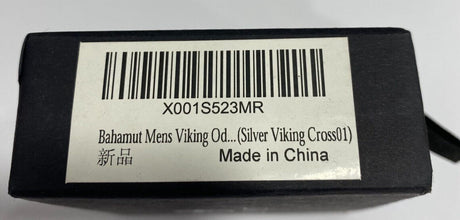 X001S523MR
Bahamut Mens Viking Od...(Silver Viking Cross01)
新品 Made in China